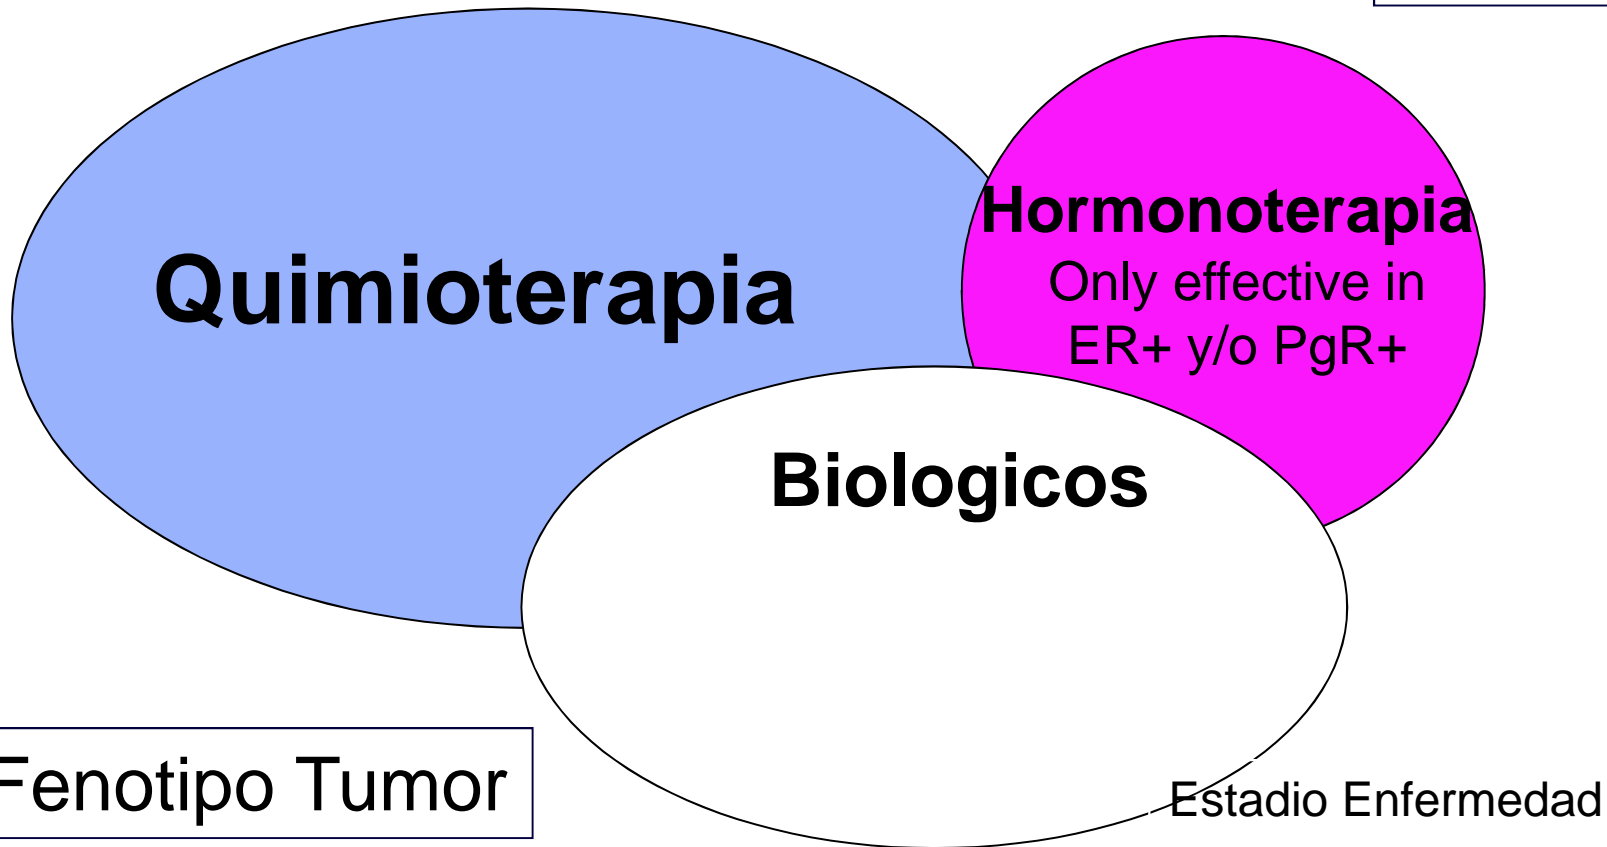 Hormonoterapia
Only effective in
ER+ y/o PgR+
Quimioterapia
Biologicos
Fenotipo Tumor
Estadio Enfermedad